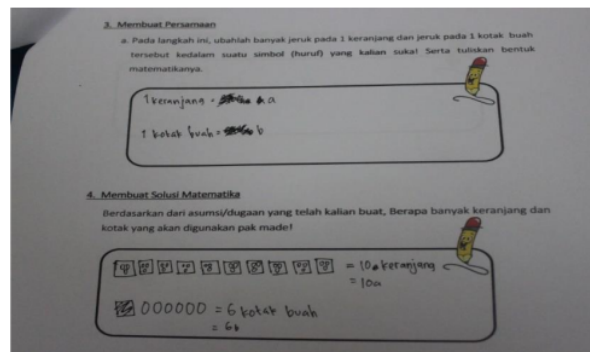 3. Membuat Persamaan
a. Pada langkah ini, ubahlah banyak jeruk pada 1 keranjang dan jeruk pada 1 kotak buah
tersebut kedalam suatu simbol (huruf) yang kalian suka! Serta tuliskan bentuk
matematikanya.
1 keranjang = a
1 kotak buah = b
4. Membuat Solusi Matematika
Berdasarkan dari asumsi/dugaan yang telah kalian buat, Berapa banyak keranjang dan
kotak yang akan digunakan pak made!
= 10 keranjang
= 10a
= 6 kotak buah
= 6b